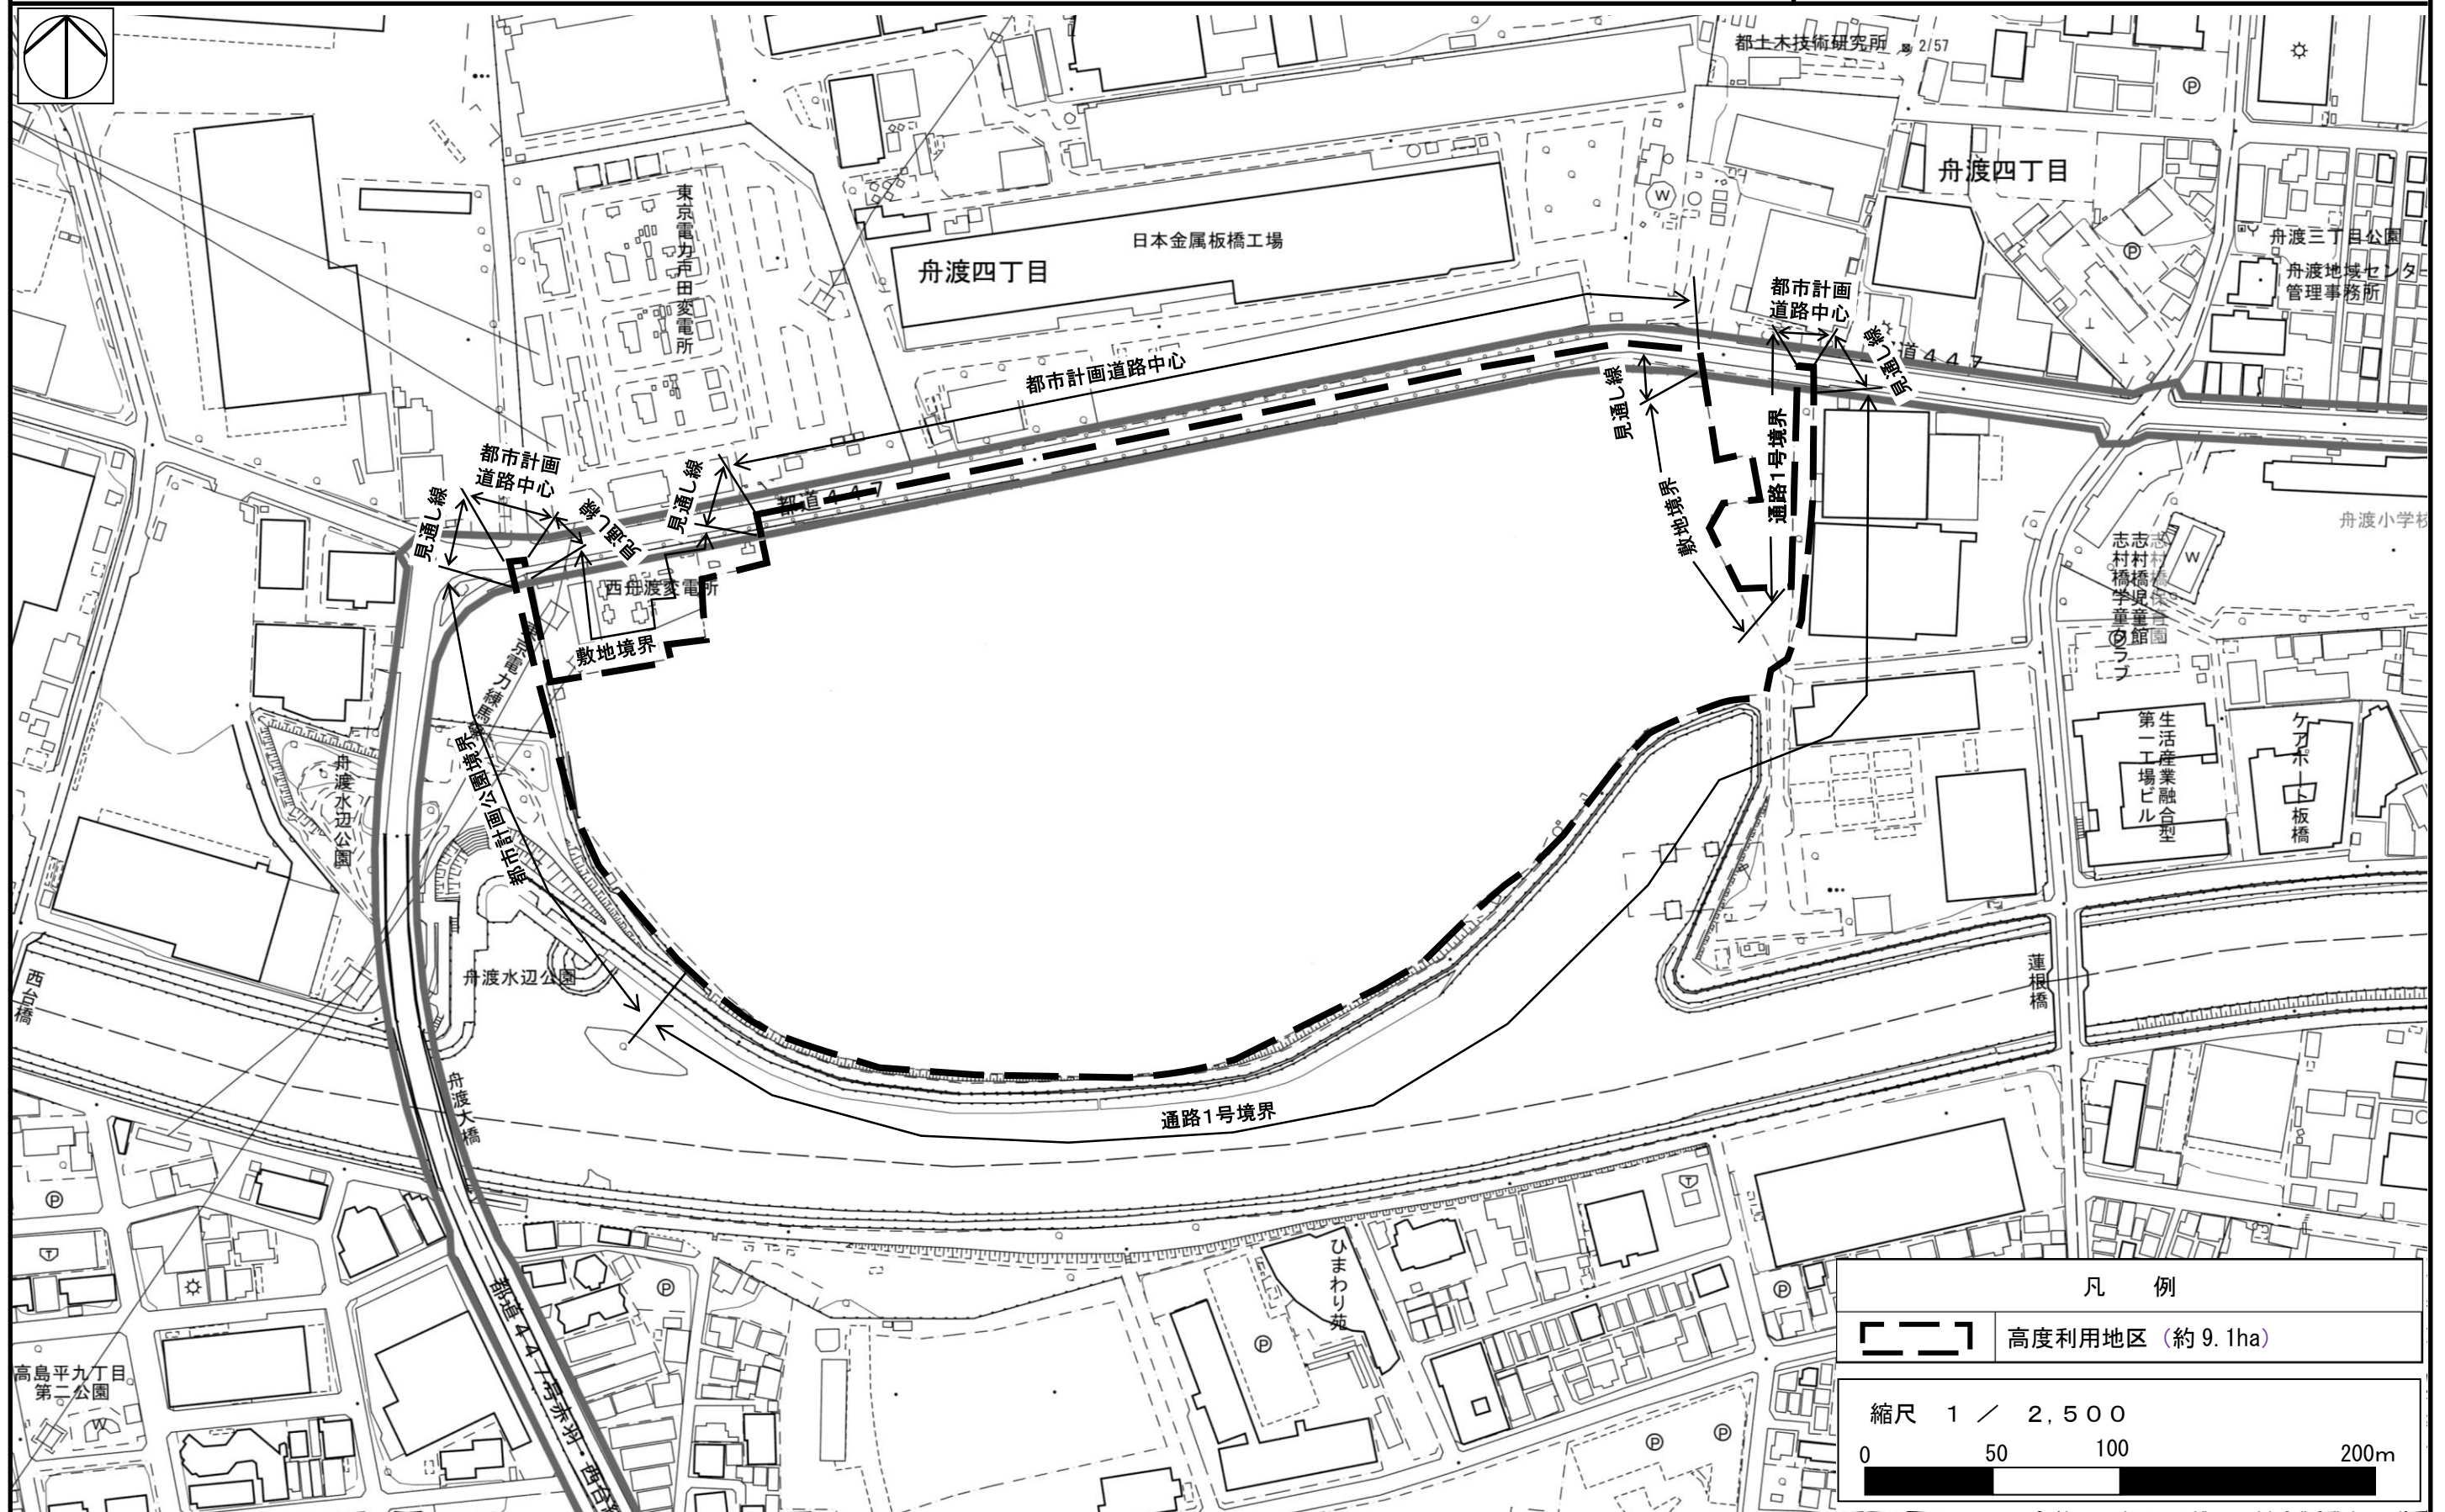 都土木技術研究所
2/57
舟渡四丁目
東京電力戸田変電所
日本金属板橋工場
舟渡四丁目
舟渡三丁目公園
舟渡地域センター
管理事務所
都市計画
道路中心
見通し線
道447
都市計画道路中心
見通し線
通路1号境界
敷地境界
都市計画
道路中心
見通し線
見通し線
見通し線
都道447
西舟渡変電所
敷地境界
舟渡小学校
志村橋保育園
志村橋児童館
志村橋学童クラブ
W
W
都市計画公園境界
舟渡水辺公園
舟渡水辺公園
生活産業融合型
第一工場ビル
ケアポート板橋
西台橋
蓮根橋
舟渡大橋
通路1号境界
ひまわり苑
高島平九丁目
第二公園
W
凡 例
高度利用地区（約 9.1ha）
縮尺 1 ／ 2,500
0 50 100 200m